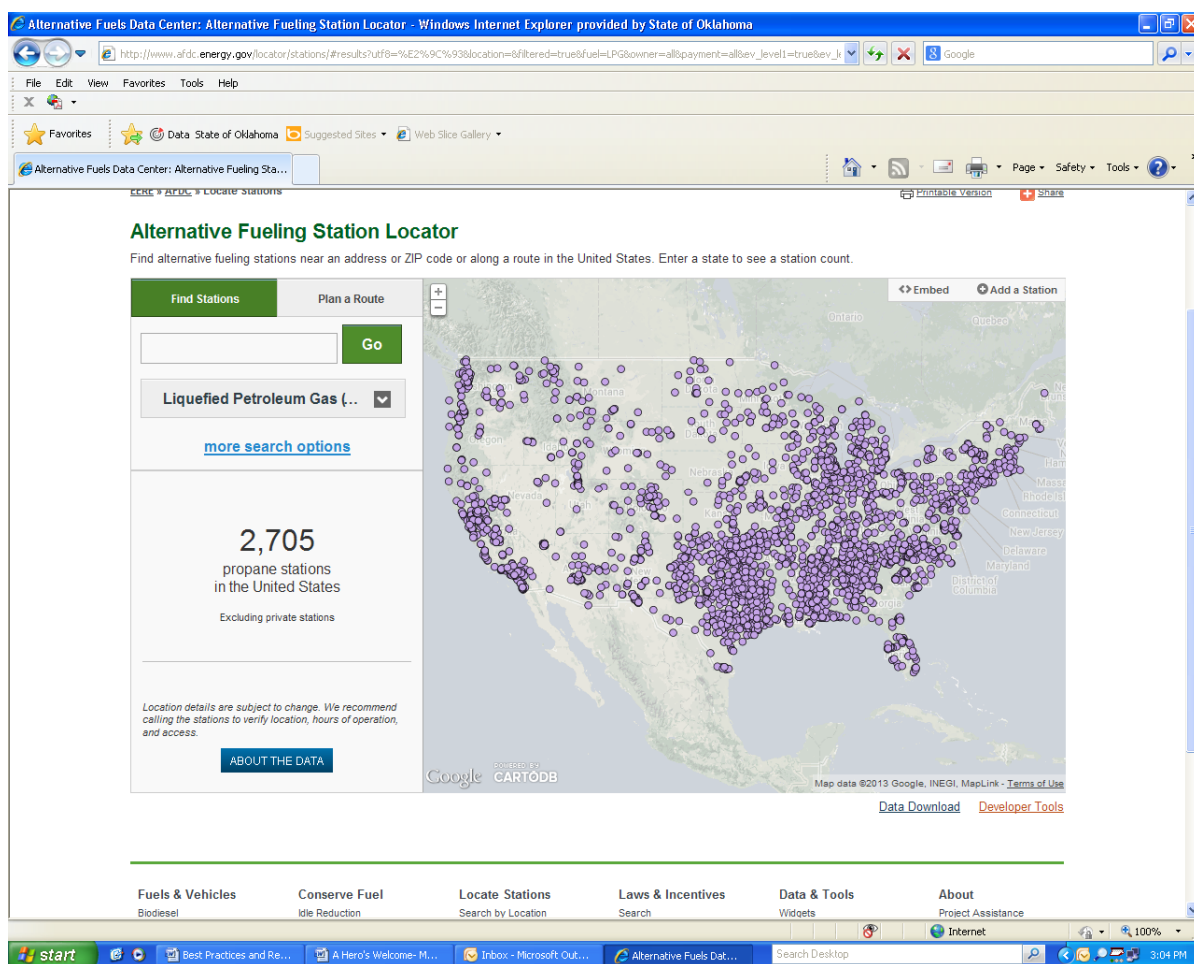 Alternative Fuels Data Center: Alternative Fueling Station Locator - Windows Internet Explorer provided by State of Oklahoma
http://www.afdc.energy.gov/locator/stations/#results?utf8=%E2%9C%93&location=&filtered=true&fuel=LPG&owner=all&payment=all&ev_level1=true&ev_le
Google
File Edit View Favorites Tools Help
X
Favorites Data State of Oklahoma Suggested Sites Web Slice Gallery
Alternative Fuels Data Center: Alternative Fueling Sta...
Page Safety Tools
EERE » AFDC » Locate Stations
Printable Version Share
Alternative Fueling Station Locator
Find alternative fueling stations near an address or ZIP code or along a route in the United States. Enter a state to see a station count.
Find Stations Plan a Route
Go
Liquefied Petroleum Gas (...
more search options
2,705
propane stations
in the United States
Excluding private stations
Location details are subject to change. We recommend
calling the stations to verify location, hours of operation,
and access.
ABOUT THE DATA
+
−
<> Embed Add a Station
Ontario
Quebec
Montana
Nevada
Connecticut
New Jersey
Delaware
Maryland
District of
Columbia
Google POWERED BY CARTODB
Map data ©2013 Google, INEGI, MapLink - Terms of Use
Data Download Developer Tools
Fuels & Vehicles Conserve Fuel Locate Stations Laws & Incentives Data & Tools About
Biodiesel Idle Reduction Search by Location Search Widgets Project Assistance
Internet 100%
start Best Practices and Re... A Hero's Welcome- M... Inbox - Microsoft Out... Alternative Fuels Dat... Search Desktop 3:04 PM